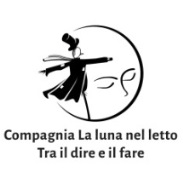 Compagnia La luna nel letto
Tra il dire e il fare